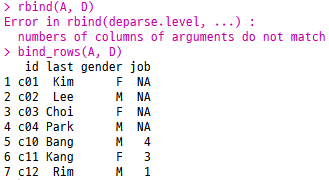 > rbind(A, D)
Error in rbind(deparse.level, ...) :
  numbers of columns of arguments do not match
> bind_rows(A, D)
   id last gender job
1 c01  Kim      F  NA
2 c02  Lee      M  NA
3 c03 Choi      F  NA
4 c04 Park      M  NA
5 c10 Bang      M   4
6 c11 Kang      F   3
7 c12  Rim      M   1